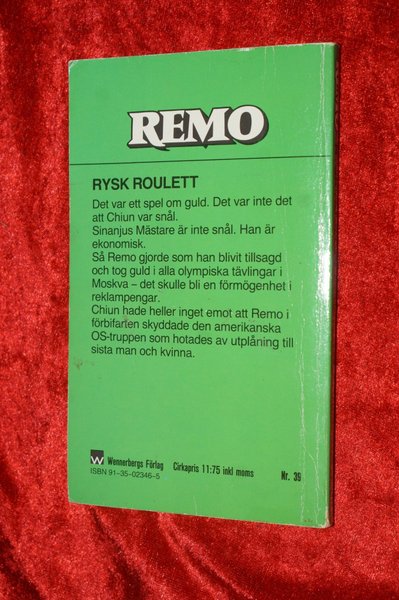 REMO
RYSK ROULETT
Det var ett spel om guld. Det var inte det
att Chiun var snål.
Sinanjus Mästare är inte snål. Han är
ekonomisk.
Så Remo gjorde som han blivit tillsagd
och tog guld i alla olympiska tävlingar i
Moskva – det skulle bli en förmögenhet i
reklampengar.
Chiun hade heller inget emot att Remo i
förbifarten skyddade den amerikanska
OS-truppen som hotades av utplåning till
sista man och kvinna.
W Wennerbergs Förlag Cirkapris 11:75 inkl moms Nr. 39
ISBN 91-35-02346-5